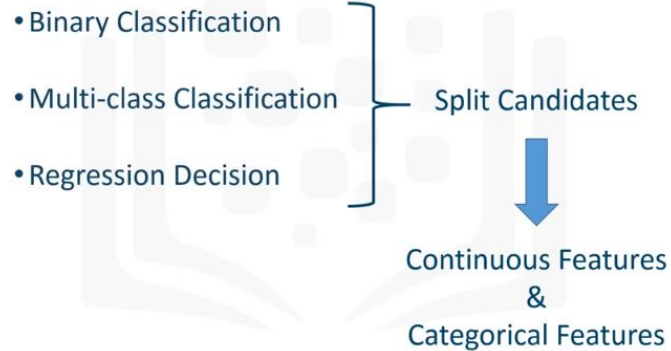 • Binary Classification
• Multi-class Classification
• Regression Decision
Split Candidates
Continuous Features
&
Categorical Features